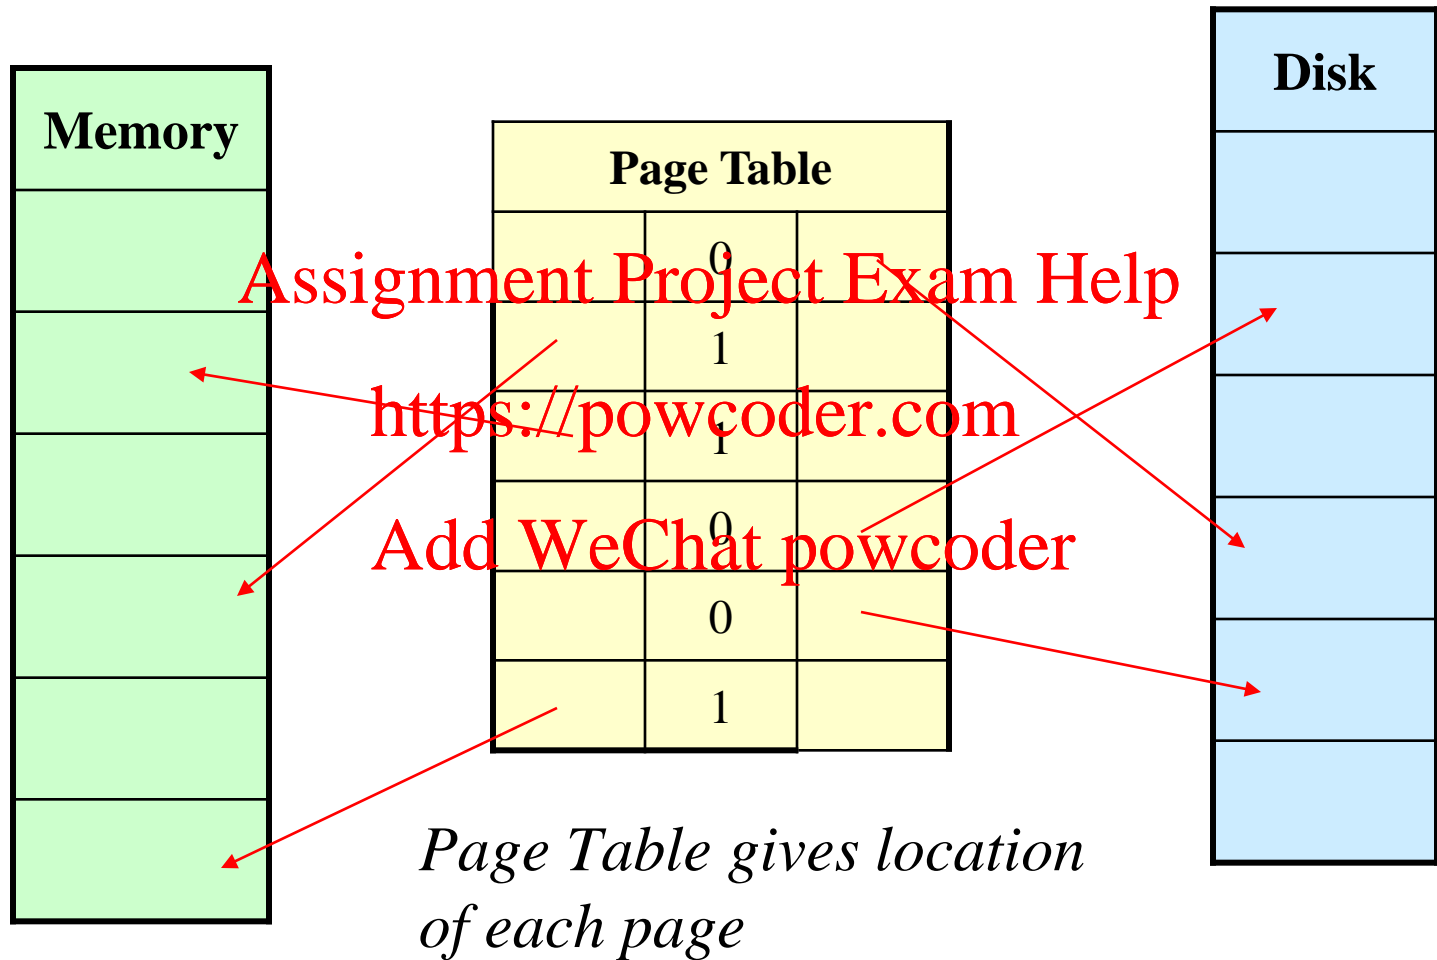 Disk
Memory
Page Table
0
Assignment Project Exam Help
1
https://powcoder.com
1
0
Add WeChat powcoder
0
1
Page Table gives location
of each page